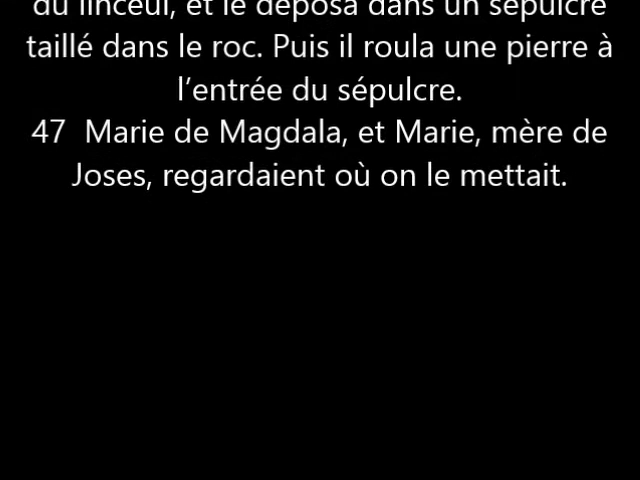 du linceul, et le déposa dans un sépulcre
taillé dans le roc. Puis il roula une pierre à
l’entrée du sépulcre.
47  Marie de Magdala, et Marie, mère de
Joses, regardaient où on le mettait.